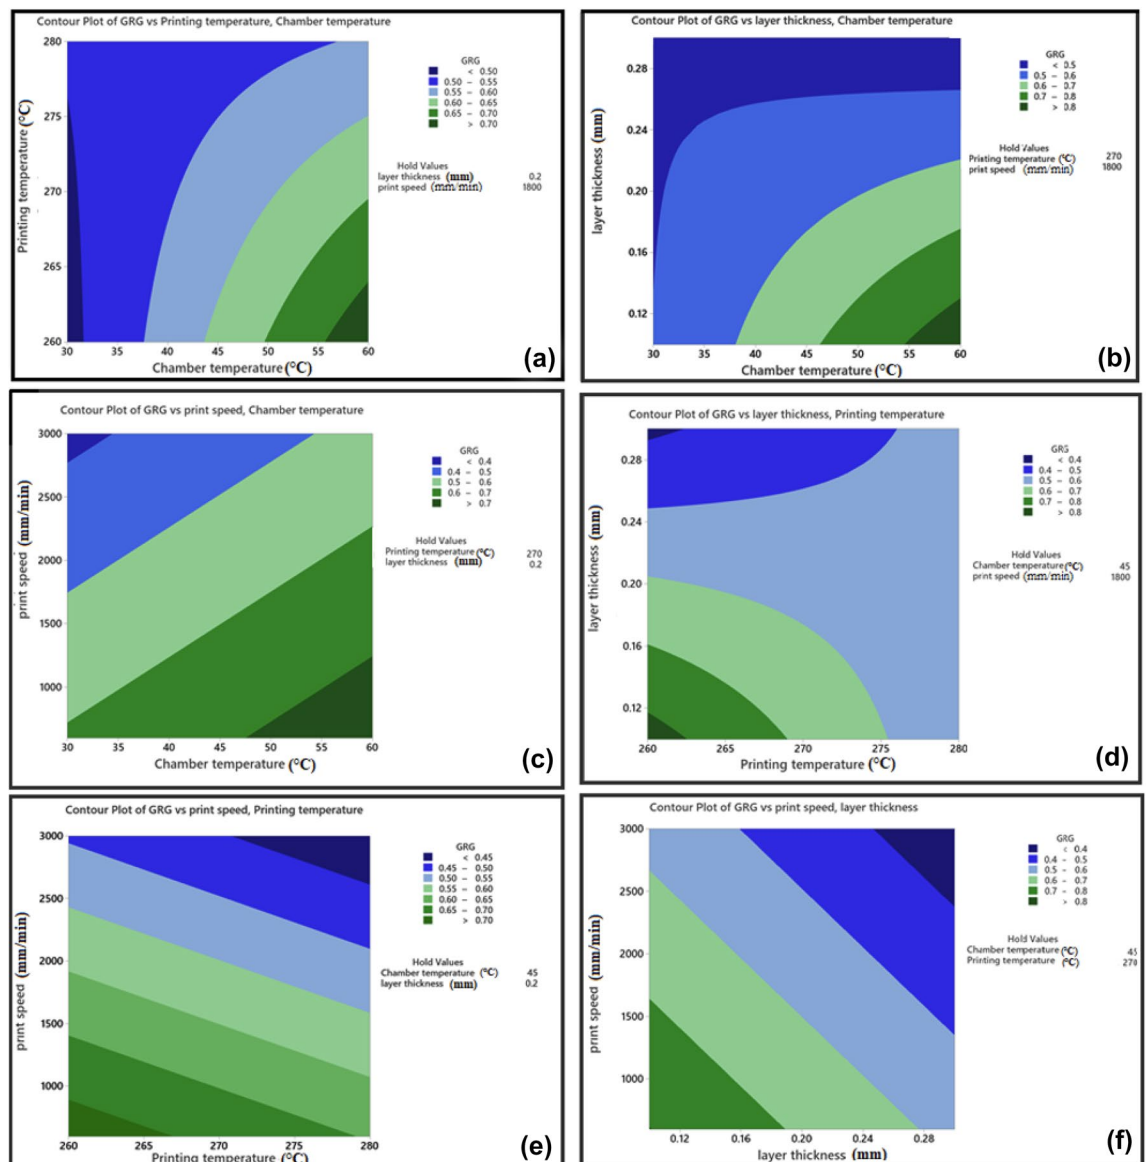 Contour Plot of GRG vs Printing temperature, Chamber temperature
GRG
< 0.50
0.50 – 0.55
0.55 – 0.60
0.60 – 0.65
0.65 – 0.70
> 0.70
Hold Values
layer thickness (mm) 0.2
print speed (mm/min) 1800
Printing temperature (°C)
280
275
270
265
260
30 35 40 45 50 55 60
Chamber temperature (°C)
(a)
Contour Plot of GRG vs layer thickness, Chamber temperature
GRG
< 0.5
0.5 – 0.6
0.6 – 0.7
0.7 – 0.8
> 0.8
Hold Values
Printing temperature (°C) 270
print speed (mm/min) 1800
layer thickness (mm)
0.28
0.24
0.20
0.16
0.12
30 35 40 45 50 55 60
Chamber temperature (°C)
(b)
Contour Plot of GRG vs print speed, Chamber temperature
GRG
< 0.4
0.4 – 0.5
0.5 – 0.6
0.6 – 0.7
> 0.7
Hold Values
Printing temperature (°C) 270
layer thickness (mm) 0.2
print speed (mm/min)
3000
2500
2000
1500
1000
30 35 40 45 50 55 60
Chamber temperature (°C)
(c)
Contour Plot of GRG vs layer thickness, Printing temperature
GRG
< 0.4
0.4 – 0.5
0.5 – 0.6
0.6 – 0.7
0.7 – 0.8
> 0.8
Hold Values
Chamber temperature (°C) 45
print speed (mm/min) 1800
layer thickness (mm)
0.28
0.24
0.20
0.16
0.12
260 265 270 275 280
Printing temperature (°C)
(d)
Contour Plot of GRG vs print speed, Printing temperature
GRG
< 0.45
0.45 – 0.50
0.50 – 0.55
0.55 – 0.60
0.60 – 0.65
0.65 – 0.70
> 0.70
Hold Values
Chamber temperature (°C) 45
layer thickness (mm) 0.2
print speed (mm/min)
3000
2500
2000
1500
1000
260 265 270 275 280
Printing temperature (°C)
(e)
Contour Plot of GRG vs print speed, layer thickness
GRG
< 0.4
0.4 – 0.5
0.5 – 0.6
0.6 – 0.7
0.7 – 0.8
> 0.8
Hold Values
Chamber temperature (°C) 45
Printing temperature (°C) 270
print speed (mm/min)
3000
2500
2000
1500
1000
0.12 0.16 0.20 0.24 0.28
layer thickness (mm)
(f)